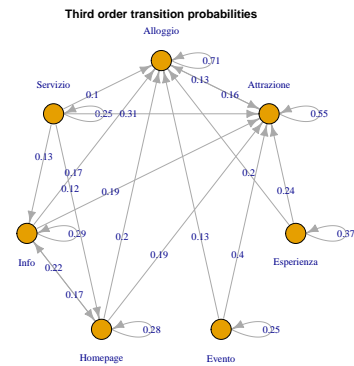 Third order transition probabilities
Alloggio
0.71
0.13
Servizio
Attrazione
0.1
0.16
0.25
0.31
0.55
0.13
0.17
0.12
0.19
0.2
0.24
Info
0.29
0.2
0.19
0.13
0.4
0.37
0.22
Esperienza
0.17
0.28
0.25
Homepage
Evento